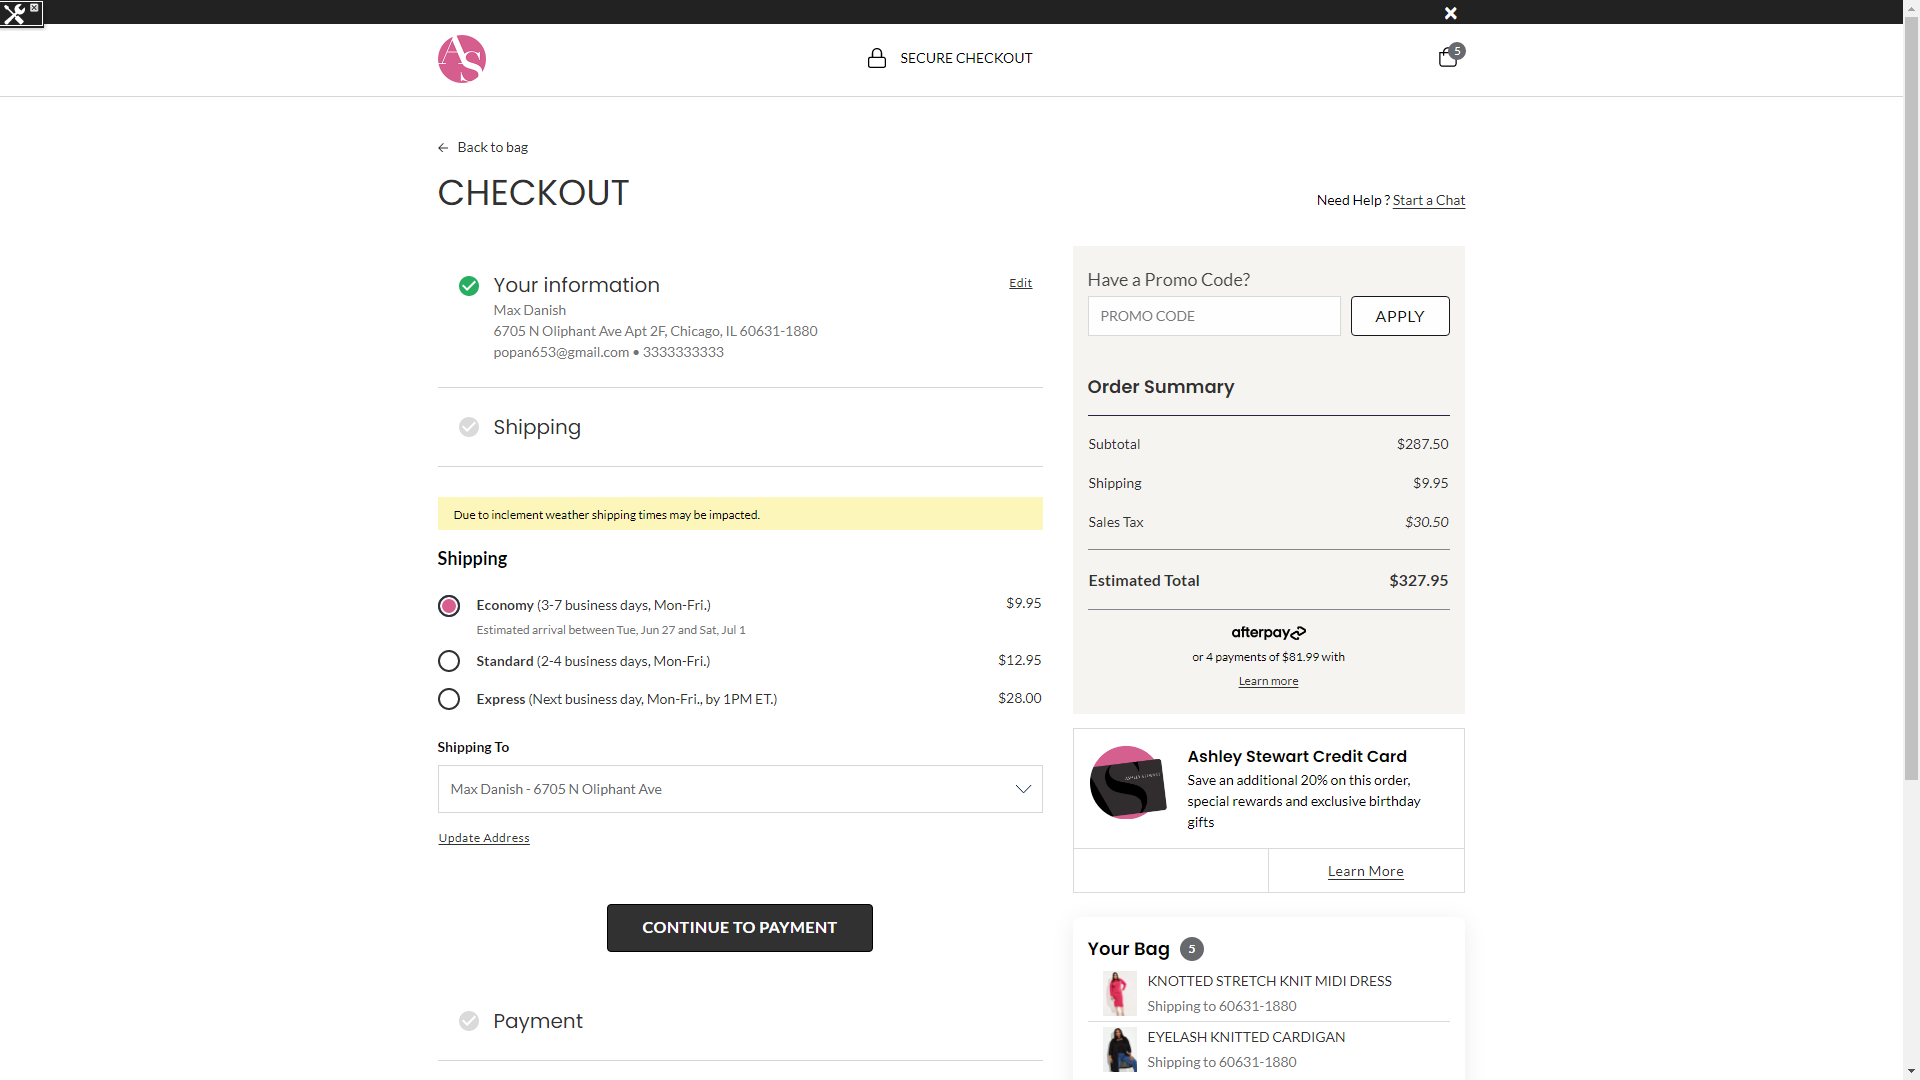 AS
SECURE CHECKOUT
5
Back to bag
CHECKOUT
Need Help ? Start a Chat
Your information
Edit
Max Danish
6705 N Oliphant Ave Apt 2F, Chicago, IL 60631-1880
popan653@gmail.com • 3333333333
Shipping
Due to inclement weather shipping times may be impacted.
Shipping
Economy (3-7 business days, Mon-Fri.) $9.95
Estimated arrival between Tue, Jun 27 and Sat, Jul 1
Standard (2-4 business days, Mon-Fri.) $12.95
Express (Next business day, Mon-Fri., by 1PM ET.) $28.00
Shipping To
Max Danish - 6705 N Oliphant Ave
Update Address
CONTINUE TO PAYMENT
Payment
Have a Promo Code?
PROMO CODE APPLY
Order Summary
Subtotal $287.50
Shipping $9.95
Sales Tax $30.50
Estimated Total $327.95
afterpay
or 4 payments of $81.99 with
Learn more
ASHLEY STEWART
Ashley Stewart Credit Card
Save an additional 20% on this order,
special rewards and exclusive birthday
gifts
Learn More
Your Bag 5
KNOTTED STRETCH KNIT MIDI DRESS
Shipping to 60631-1880
EYELASH KNITTED CARDIGAN
Shipping to 60631-1880